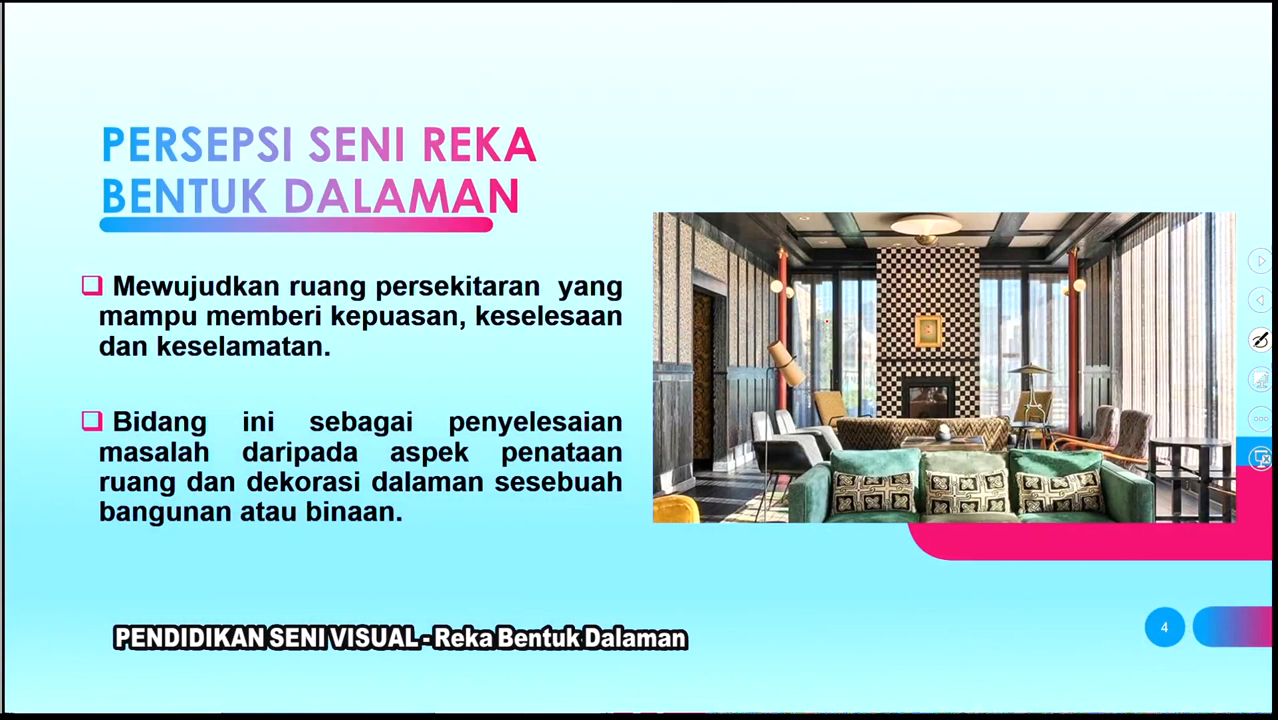 PERSEPSI SENI REKA
BENTUK DALAMAN
Mewujudkan ruang persekitaran yang
mampu memberi kepuasan, keselesaan
dan keselamatan.
Bidang ini sebagai penyelesaian
masalah daripada aspek penataan
ruang dan dekorasi dalaman sesebuah
bangunan atau binaan.
PENDIDIKAN SENI VISUAL - Reka Bentuk Dalaman
4